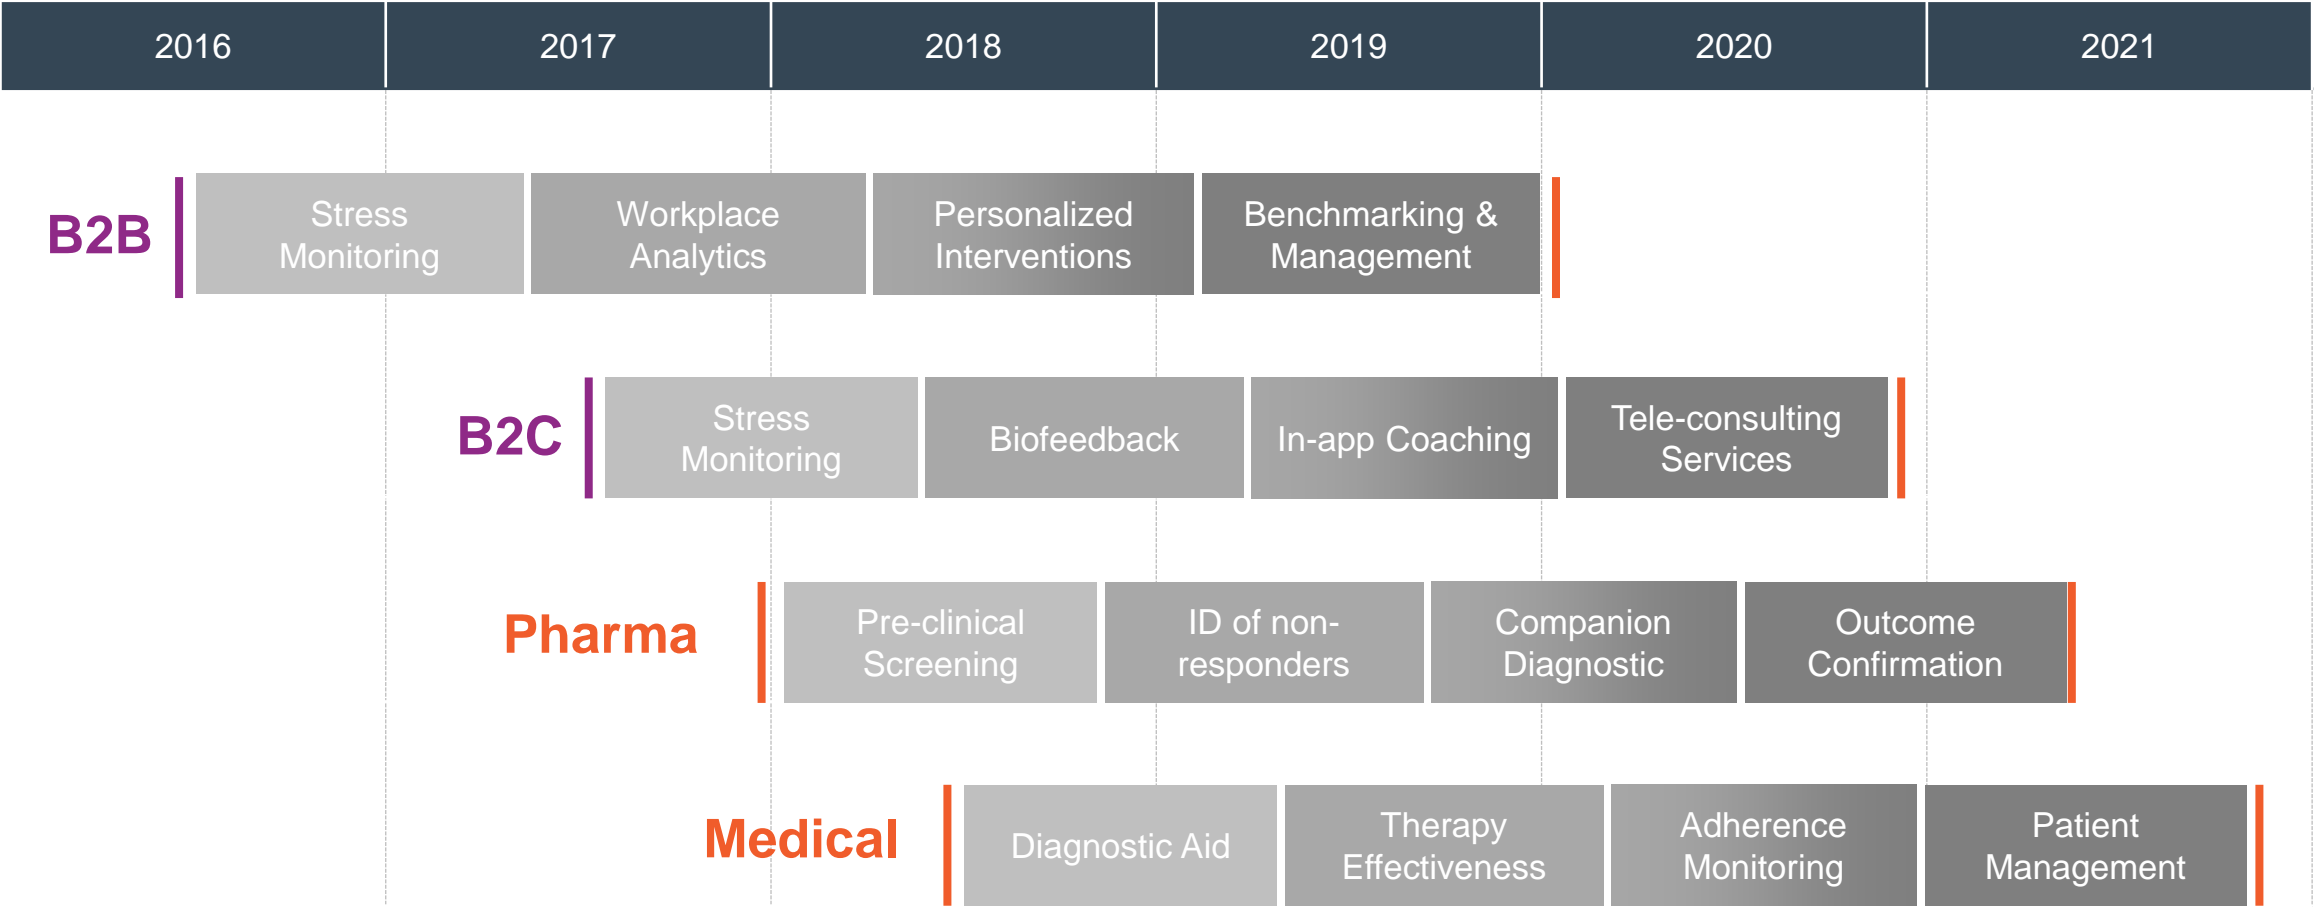 2016 2017 2018 2019 2020 2021
B2B
Stress
Monitoring
Workplace
Analytics
Personalized
Interventions
Benchmarking &
Management
B2C
Stress
Monitoring
Biofeedback
In-app Coaching
Tele-consulting
Services
Pharma
Pre-clinical
Screening
ID of non-
responders
Companion
Diagnostic
Outcome
Confirmation
Medical
Diagnostic Aid
Therapy
Effectiveness
Adherence
Monitoring
Patient
Management